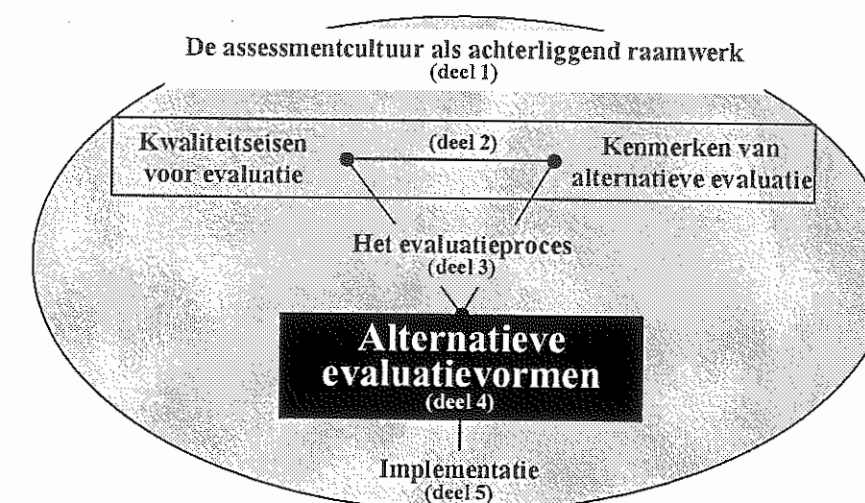 De assessmentcultuur als achterliggend raamwerk
(deel 1)
Kwaliteitseisen
voor evaluatie
(deel 2)
Kenmerken van
alternatieve evaluatie
Het evaluatieproces
(deel 3)
Alternatieve
evaluatievormen
(deel 4)
Implementatie
(deel 5)